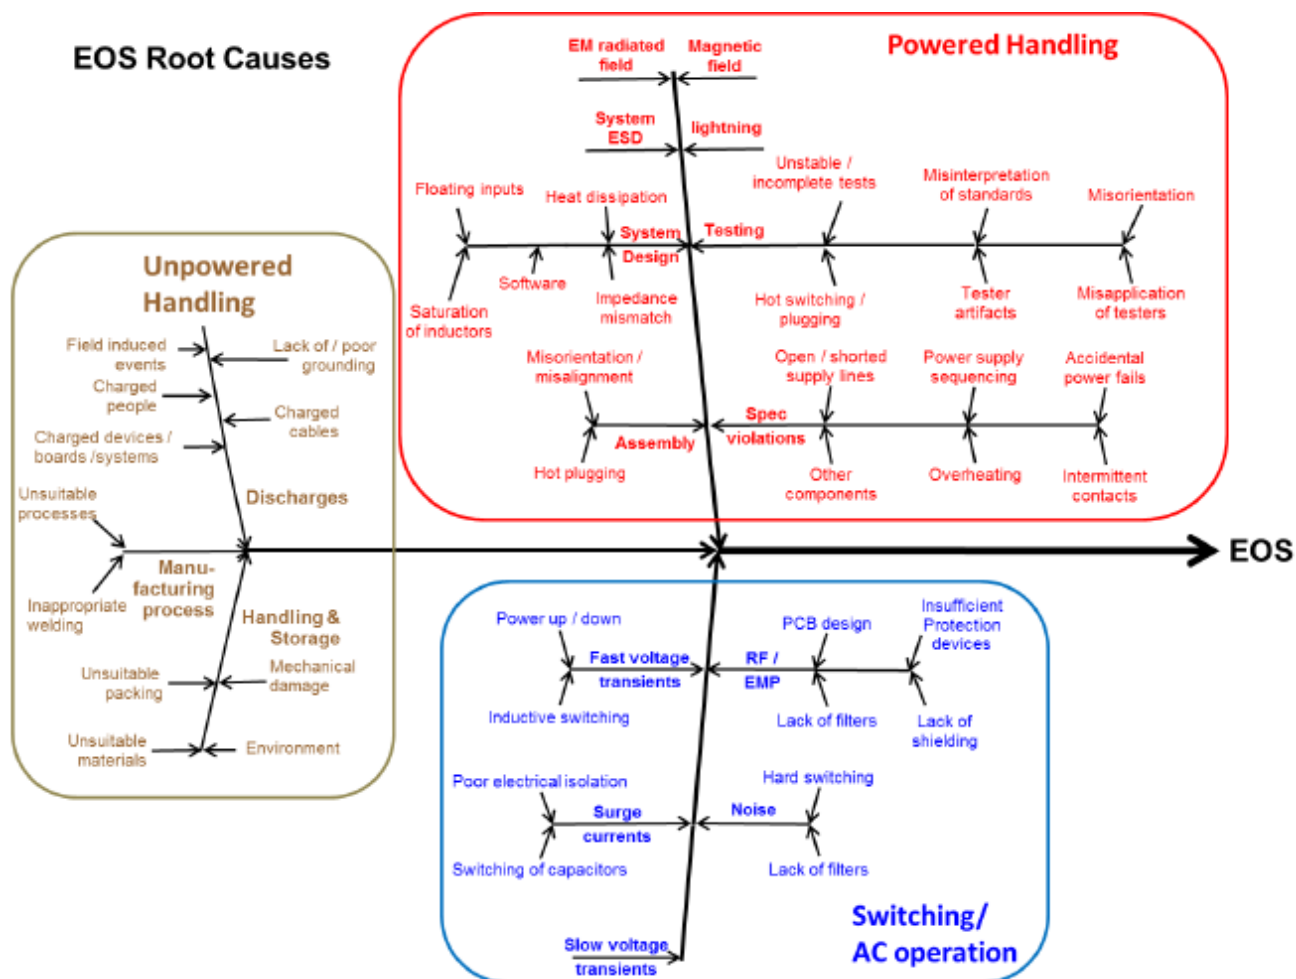 EOS Root Causes
Powered Handling
EM radiated
field
Magnetic
field
System
ESD
lightning
Floating inputs
Heat dissipation
Unstable /
incomplete tests
Misinterpretation
of standards
Misorientation
System
Design
Testing
Software
Saturation
of inductors
Impedance
mismatch
Hot switching /
plugging
Tester
artifacts
Misapplication
of testers
Misorientation /
misalignment
Open / shorted
supply lines
Power supply
sequencing
Accidental
power fails
Assembly
Spec
violations
Hot plugging
Other
components
Overheating
Intermittent
contacts
Unpowered
Handling
Field induced
events
Lack of / poor
grounding
Charged
people
Charged
cables
Charged devices /
boards /systems
Discharges
Unsuitable
processes
Manu-
facturing
process
Inappropriate
welding
Handling &
Storage
Unsuitable
packing
Mechanical
damage
Unsuitable
materials
Environment
EOS
Power up / down
PCB design
Insufficient
Protection
devices
Fast voltage
transients
RF /
EMP
Inductive switching
Lack of filters
Lack of
shielding
Poor electrical isolation
Hard switching
Surge
currents
Noise
Switching of capacitors
Lack of filters
Slow voltage
transients
Switching/
AC operation